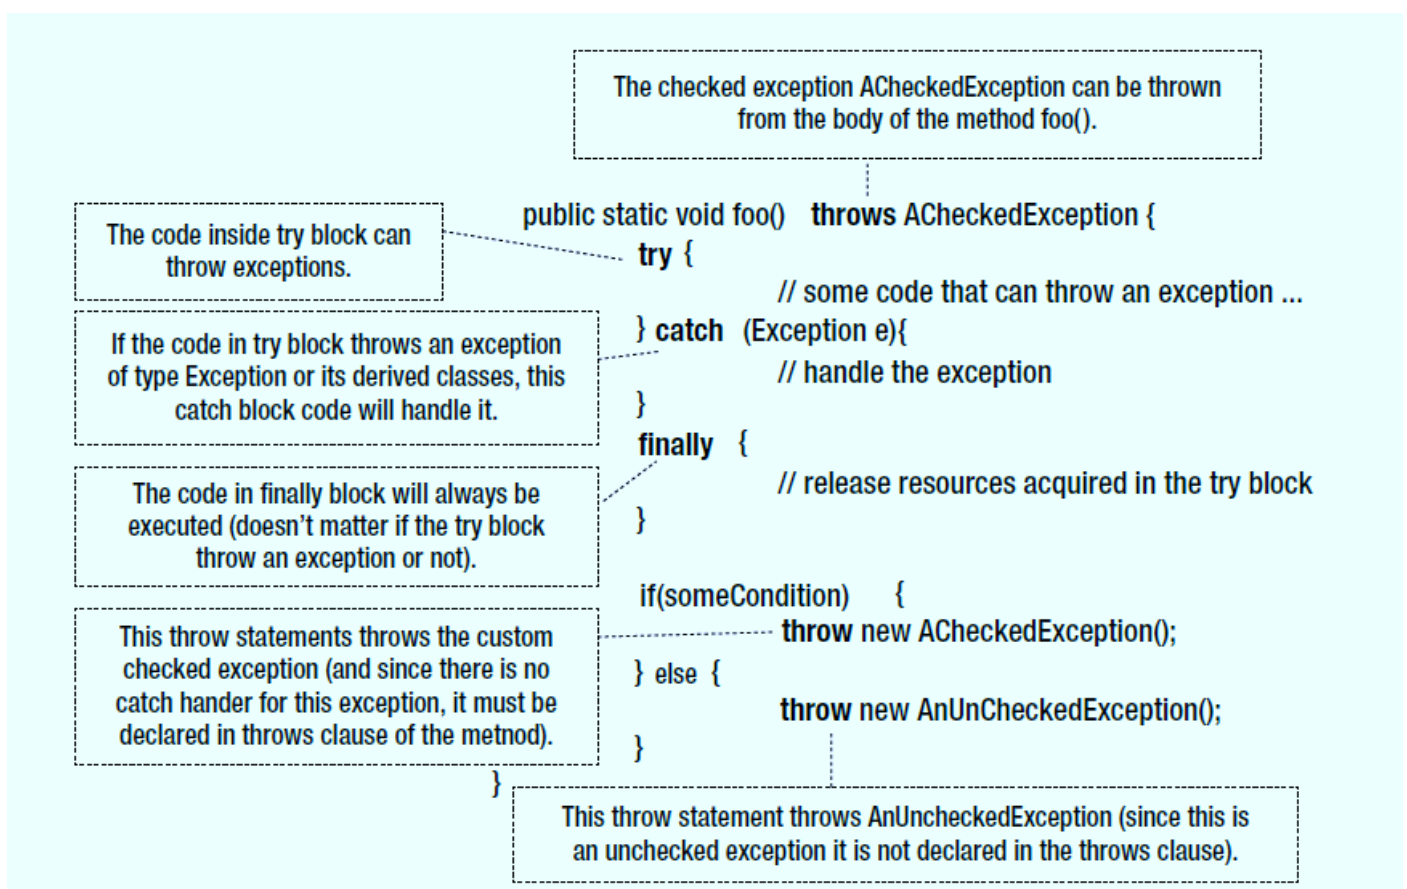 The checked exception ACheckedException can be thrown
from the body of the method foo().
public static void foo() throws ACheckedException {
The code inside try block can
throw exceptions.
try {
// some code that can throw an exception ...
} catch (Exception e){
If the code in try block throws an exception
of type Exception or its derived classes, this
catch block code will handle it.
// handle the exception
}
finally {
The code in finally block will always be
executed (doesn't matter if the try block
throw an exception or not).
// release resources acquired in the try block
}
if(someCondition) {
This throw statements throws the custom
checked exception (and since there is no
catch hander for this exception, it must be
declared in throws clause of the metnod).
throw new ACheckedException();
} else {
throw new AnUnCheckedException();
}
}
This throw statement throws AnUncheckedException (since this is
an unchecked exception it is not declared in the throws clause).